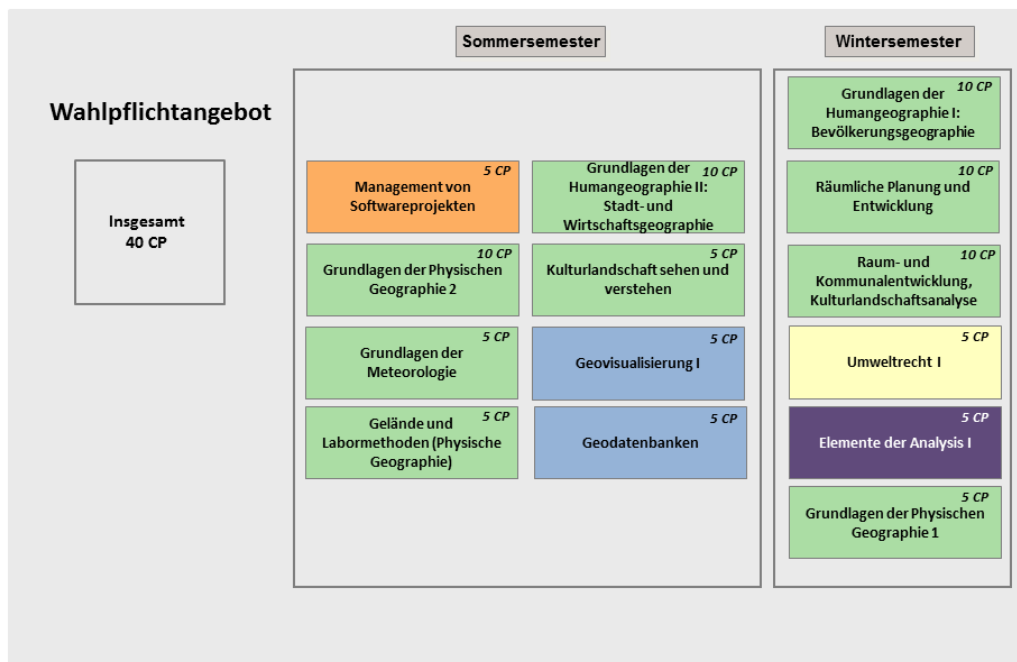 Sommersemester
Wintersemester
Wahlpflichtangebot
Insgesamt
40 CP
5 CP
Management von
Softwareprojekten
10 CP
Grundlagen der
Humangeographie II:
Stadt- und
Wirtschaftsgeographie
10 CP
Grundlagen der Physischen
Geographie 2
5 CP
Kulturlandschaft sehen und
verstehen
5 CP
Grundlagen der
Meteorologie
5 CP
Geovisualisierung I
5 CP
Gelände und
Labormethoden (Physische
Geographie)
5 CP
Geodatenbanken
10 CP
Grundlagen der
Humangeographie I:
Bevölkerungsgeographie
10 CP
Räumliche Planung und
Entwicklung
10 CP
Raum- und
Kommunalentwicklung,
Kulturlandschaftsanalyse
5 CP
Umweltrecht I
5 CP
Elemente der Analysis I
5 CP
Grundlagen der Physischen
Geographie 1